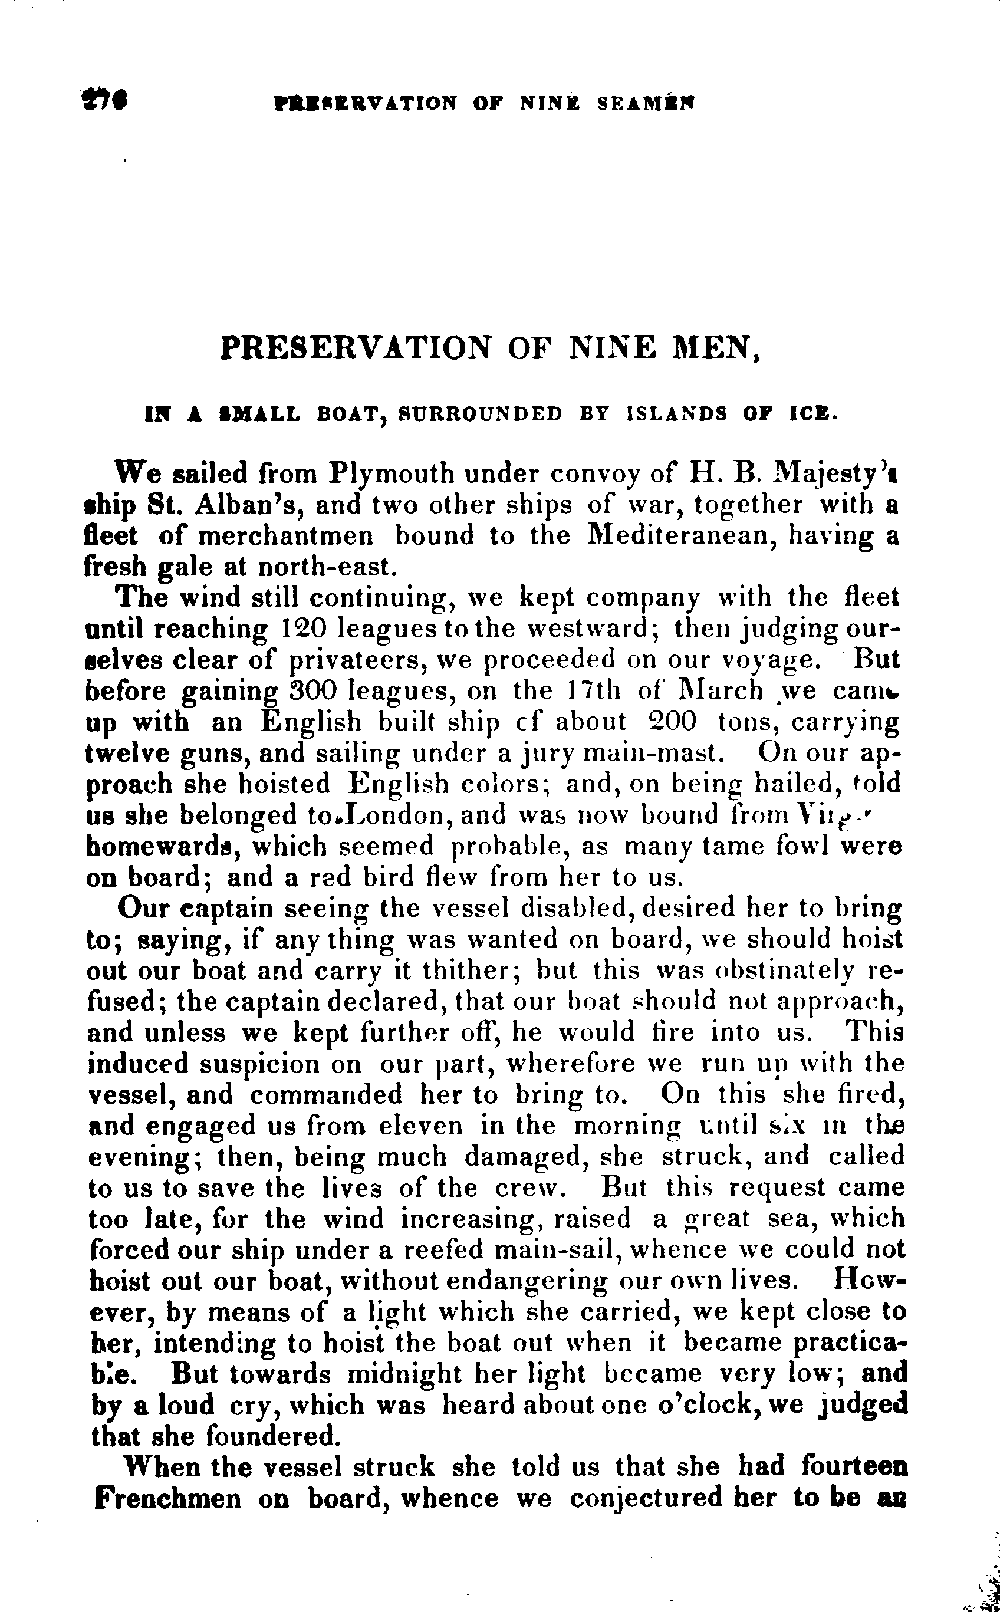 276 PRESERVATION OF NINE SEAMEN
PRESERVATION OF NINE MEN,
IN A SMALL BOAT, SURROUNDED BY ISLANDS OF ICE.
We sailed from Plymouth under convoy of H. B. Majesty's
ship St. Alban's, and two other ships of war, together with a
fleet of merchantmen bound to the Mediteranean, having a
fresh gale at north-east.
The wind still continuing, we kept company with the fleet
until reaching 120 leagues to the westward; then judging our-
selves clear of privateers, we proceeded on our voyage. But
before gaining 300 leagues, on the 17th of March we came
up with an English built ship of about 200 tons, carrying
twelve guns, and sailing under a jury main-mast. On our ap-
proach she hoisted English colors; and, on being hailed, told
us she belonged to London, and was now bound from
homewards, which seemed probable, as many tame fowl were
on board; and a red bird flew from her to us.
Our captain seeing the vessel disabled, desired her to bring
to; saying, if any thing was wanted on board, we should hoist
out our boat and carry it thither; but this was obstinately re-
fused; the captain declared, that our boat should not approach,
and unless we kept further off, he would fire into us. This
induced suspicion on our part, wherefore we run up with the
vessel, and commanded her to bring to. On this she fired,
and engaged us from eleven in the morning until six in the
evening; then, being much damaged, she struck, and called
to us to save the lives of the crew. But this request came
too late, for the wind increasing, raised a great sea, which
forced our ship under a reefed main-sail, whence we could not
hoist out our boat, without endangering our own lives. How-
ever, by means of a light which she carried, we kept close to
her, intending to hoist the boat out when it became practica-
ble. But towards midnight her light became very low; and
by a loud cry, which was heard about one o'clock, we judged
that she foundered.
When the vessel struck she told us that she had fourteen
Frenchmen on board, whence we conjectured her to be an